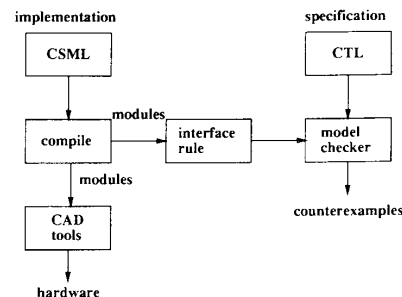 implementation
specification
CSML
CTL
modules
compile
interface
rule
model
checker
modules
CAD
tools
counterexamples
hardware